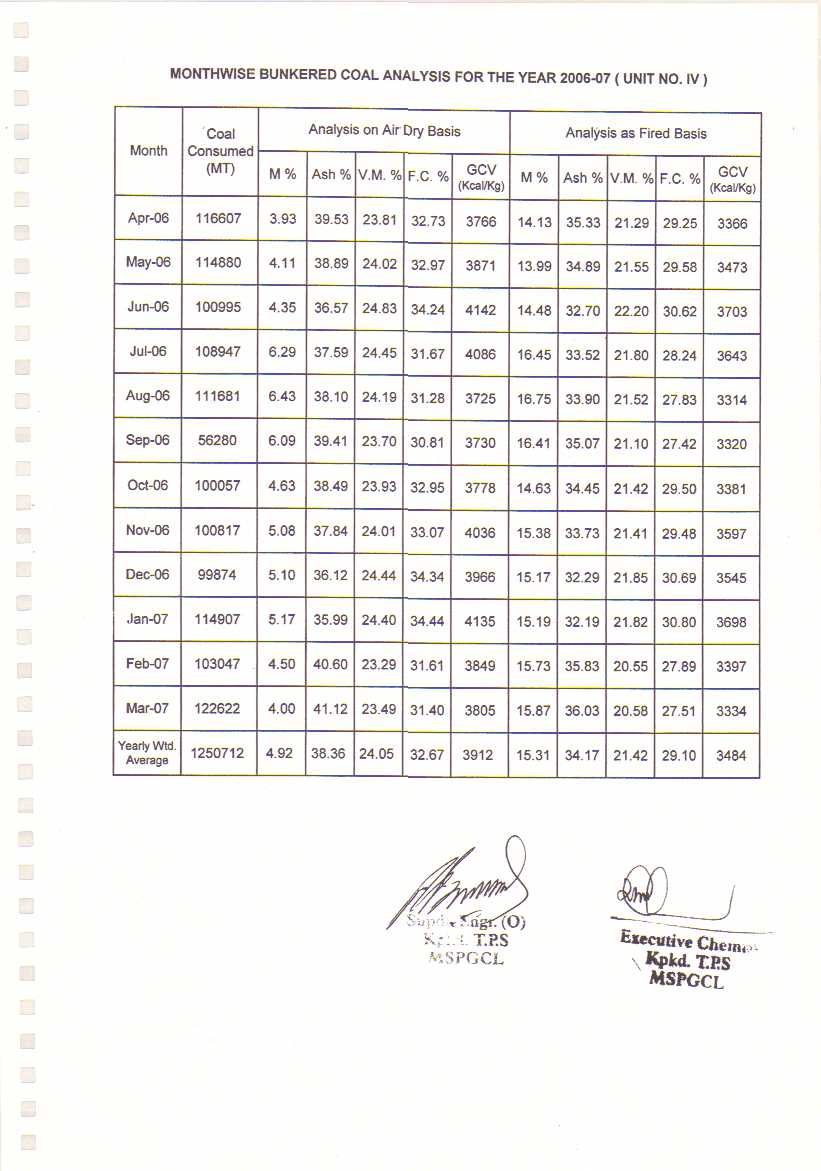 MONTHWISE BUNKERED COAL ANALYSIS FOR THE YEAR 2006-07 ( UNIT NO. IV )
Month Coal Consumed (MT) Analysis on Air Dry Basis Analysis as Fired Basis
M % Ash % V.M. % F.C. % GCV (Kcal/Kg) M % Ash % V.M. % F.C. % GCV (Kcal/Kg)
Apr-06 116607 3.93 39.53 23.81 32.73 3766 14.13 35.33 21.29 29.25 3366
May-06 114880 4.11 38.89 24.02 32.97 3871 13.99 34.89 21.55 29.58 3473
Jun-06 100995 4.35 36.57 24.83 34.24 4142 14.48 32.70 22.20 30.62 3703
Jul-06 108947 6.29 37.59 24.45 31.67 4086 16.45 33.52 21.80 28.24 3643
Aug-06 111681 6.43 38.10 24.19 31.28 3725 16.75 33.90 21.52 27.83 3314
Sep-06 56280 6.09 39.41 23.70 30.81 3730 16.41 35.07 21.10 27.42 3320
Oct-06 100057 4.63 38.49 23.93 32.95 3778 14.63 34.45 21.42 29.50 3381
Nov-06 100817 5.08 37.84 24.01 33.07 4036 15.38 33.73 21.41 29.48 3597
Dec-06 99874 5.10 36.12 24.44 34.34 3966 15.17 32.29 21.85 30.69 3545
Jan-07 114907 5.17 35.99 24.40 34.44 4135 15.19 32.19 21.82 30.80 3698
Feb-07 103047 4.50 40.60 23.29 31.61 3849 15.73 35.83 20.55 27.89 3397
Mar-07 122622 4.00 41.12 23.49 31.40 3805 15.87 36.03 20.58 27.51 3334
Yearly Wtd. Average 1250712 4.92 38.36 24.05 32.67 3912 15.31 34.17 21.42 29.10 3484
Engr. (O)
T.P.S
MSPGCL
Executive Chemist
Kpkd. T.P.S
MSPGCL